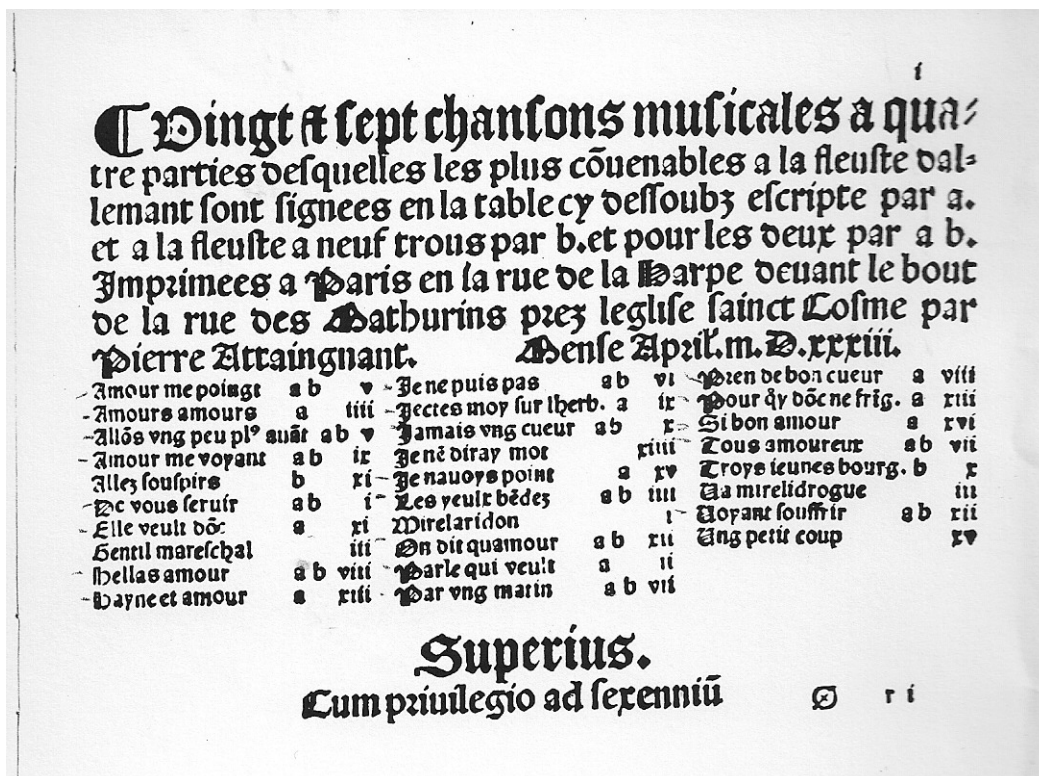 i
Vingt et sept chansons musicales a qua-
tre parties desquelles les plus cōuenables a la fleuste dal-
lemant sont signees en la table cy dessoubz escripte par a.
et a la fleuste a neuf trous par b. et pour les deux par a b.
Imprimees a Paris en la rue de la Harpe deuant le bout
de la rue des Mathurins prez leglise sainct Cosme par
Pierre Attaingnant. Mense April. m. D. xxxiii.
Amour me poingt a b v
Amours amours a iiii
Allōs vng peu plꝰ auāt a b v
Amour me voyant a b ix
Allez souspirs b xi
De vous seruir a b i
Elle veult dōc a xi
Gentil mareschal iii
Hellas amour a b viii
Hayne et amour a xiii
Je ne puis pas a b vi
Jectes moy sur lherb. a ix
Jamais vng cueur a b x
Je nē diray mot xiiii
Je nauoys point a xv
Les yeulx bēdez a b iiii
Mirelaridon i
On dit quamour a b xii
Parle qui veult a ii
Par vng matin a b vii
Pren de bon cueur a viii
Pour q̄y dōc ne frig. a xiii
Si bon amour a xvi
Tous amoureux a b vii
Troys ieunes bourg. b x
Ua mirelidrogue iii
Uoyant souffrir a b xii
Ung petit coup xv
Superius.
Cum priuilegio ad sexenniū
r i